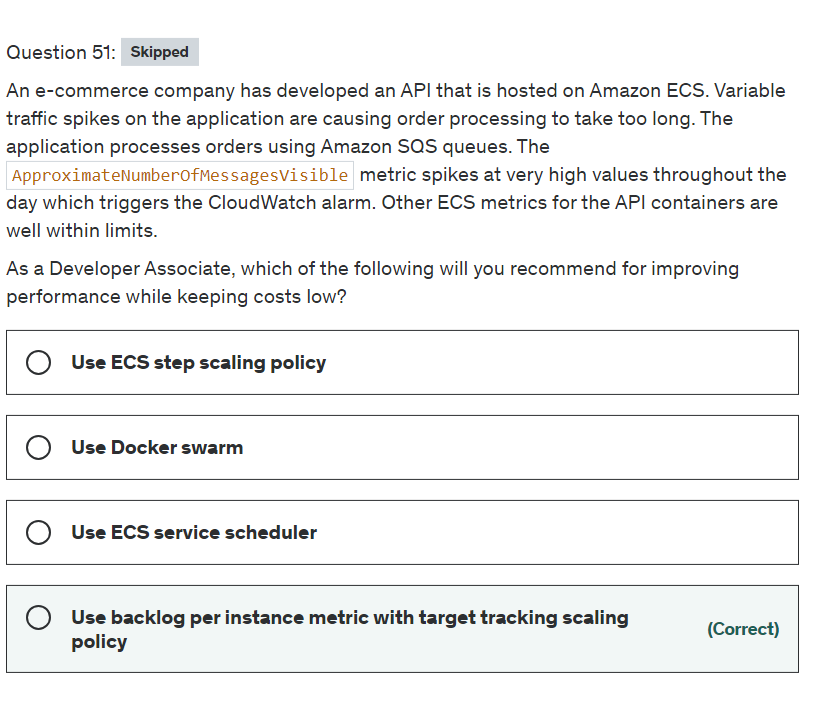 Question 51: Skipped
An e-commerce company has developed an API that is hosted on Amazon ECS. Variable
traffic spikes on the application are causing order processing to take too long. The
application processes orders using Amazon SQS queues. The
ApproximateNumberOfMessagesVisible metric spikes at very high values throughout the
day which triggers the CloudWatch alarm. Other ECS metrics for the API containers are
well within limits.
As a Developer Associate, which of the following will you recommend for improving
performance while keeping costs low?
Use ECS step scaling policy
Use Docker swarm
Use ECS service scheduler
Use backlog per instance metric with target tracking scaling
policy
(Correct)